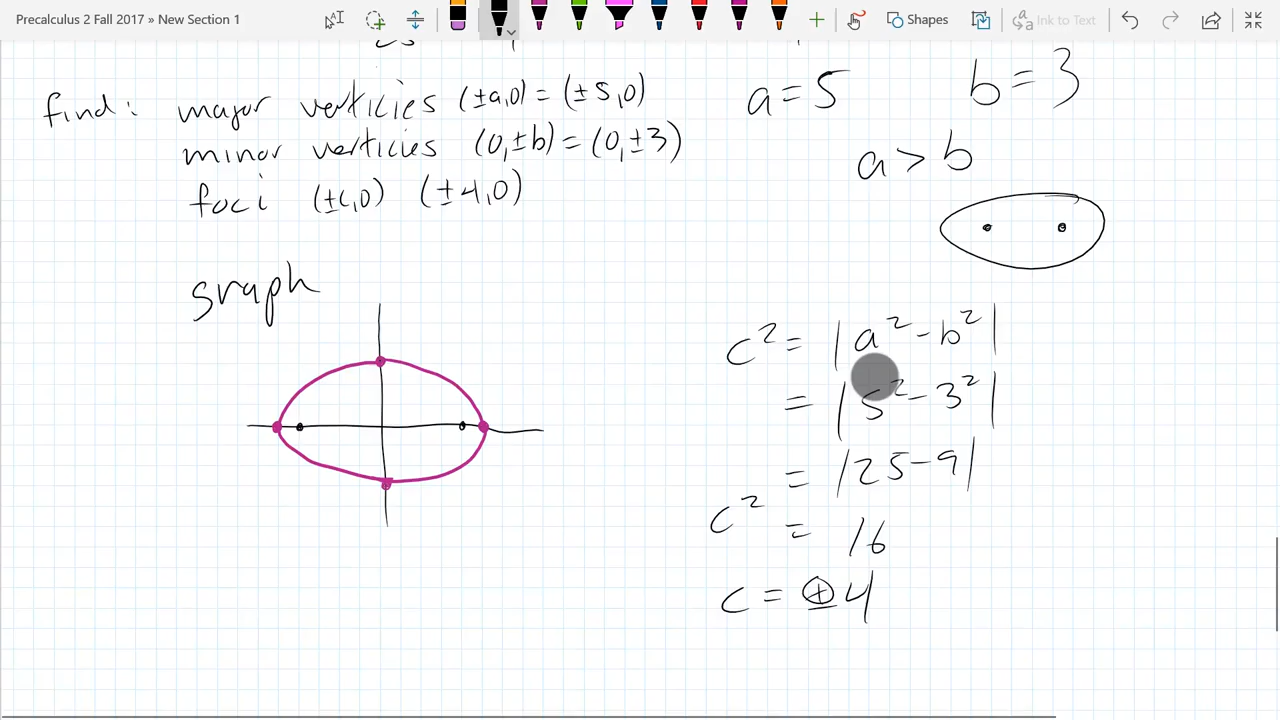 Precalculus 2 Fall 2017 » New Section 1
Shapes
Ink to Text
find: major verticies (±a,0) = (±5,0)
minor verticies (0,±b) = (0,±3)
foci (±c,0) (±4,0)
graph
a = 5
b = 3
a > b
c² = |a² - b²|
= |5² - 3²|
= |25 - 9|
c² = 16
c = ±4